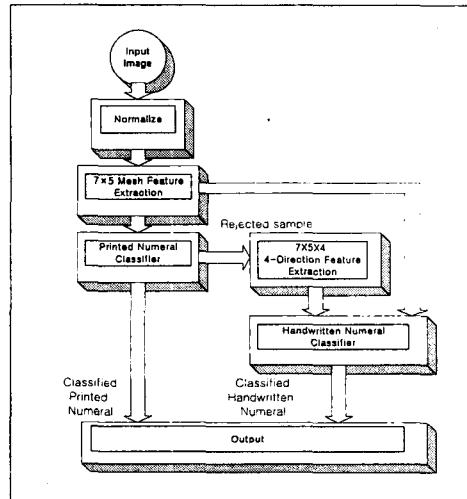 Input
Image
Normalize
7×5 Mesh Feature
Extraction
Rejected sample
Printed Numeral
Classifier
7X5X4
4-Direction Feature
Extraction
Handwritten Numeral
Classifier
Classified
Printed
Numeral
Classified
Handwritten
Numeral
Output